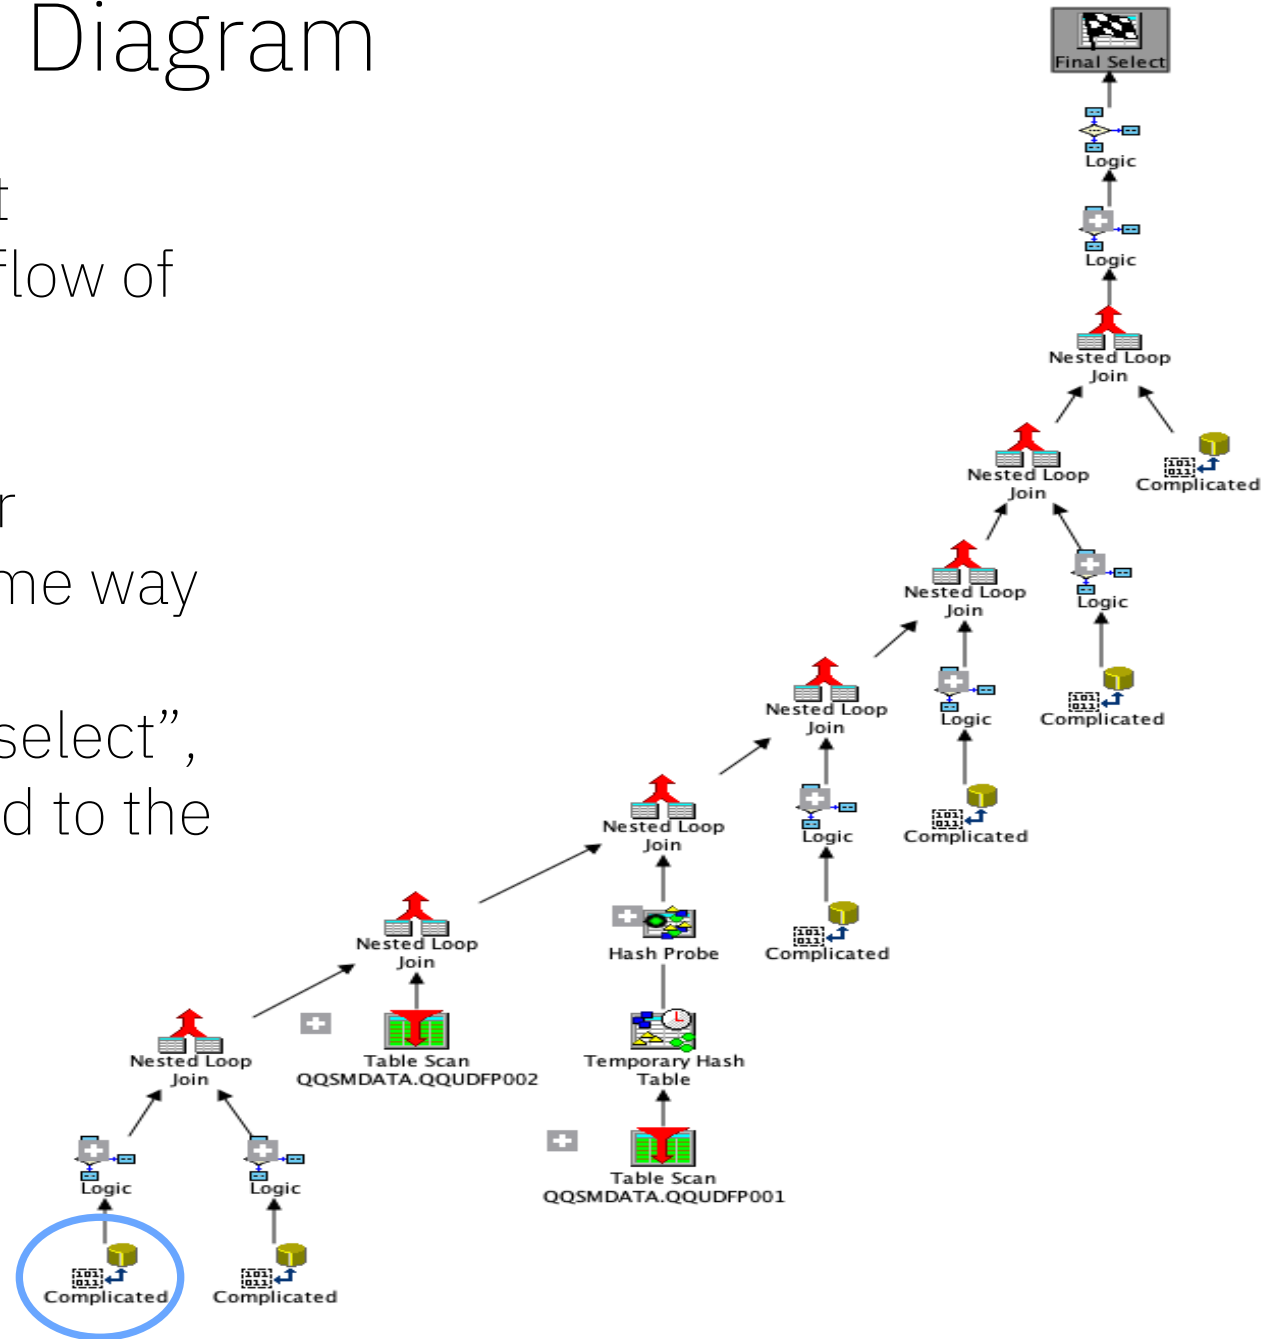 Diagram
t
flow of
r
me way
select”,
d to the
Final Select
Logic
Logic
Nested Loop
Join
Nested Loop
Join
Complicated
Nested Loop
Join
Logic
Complicated
Nested Loop
Join
Logic
Complicated
Nested Loop
Join
Logic
Complicated
Nested Loop
Join
Hash Probe
Temporary Hash
Table
Table Scan
QQSMDATA.QQUDFP001
Table Scan
QQSMDATA.QQUDFP002
Nested Loop
Join
Logic
Logic
Complicated
Complicated